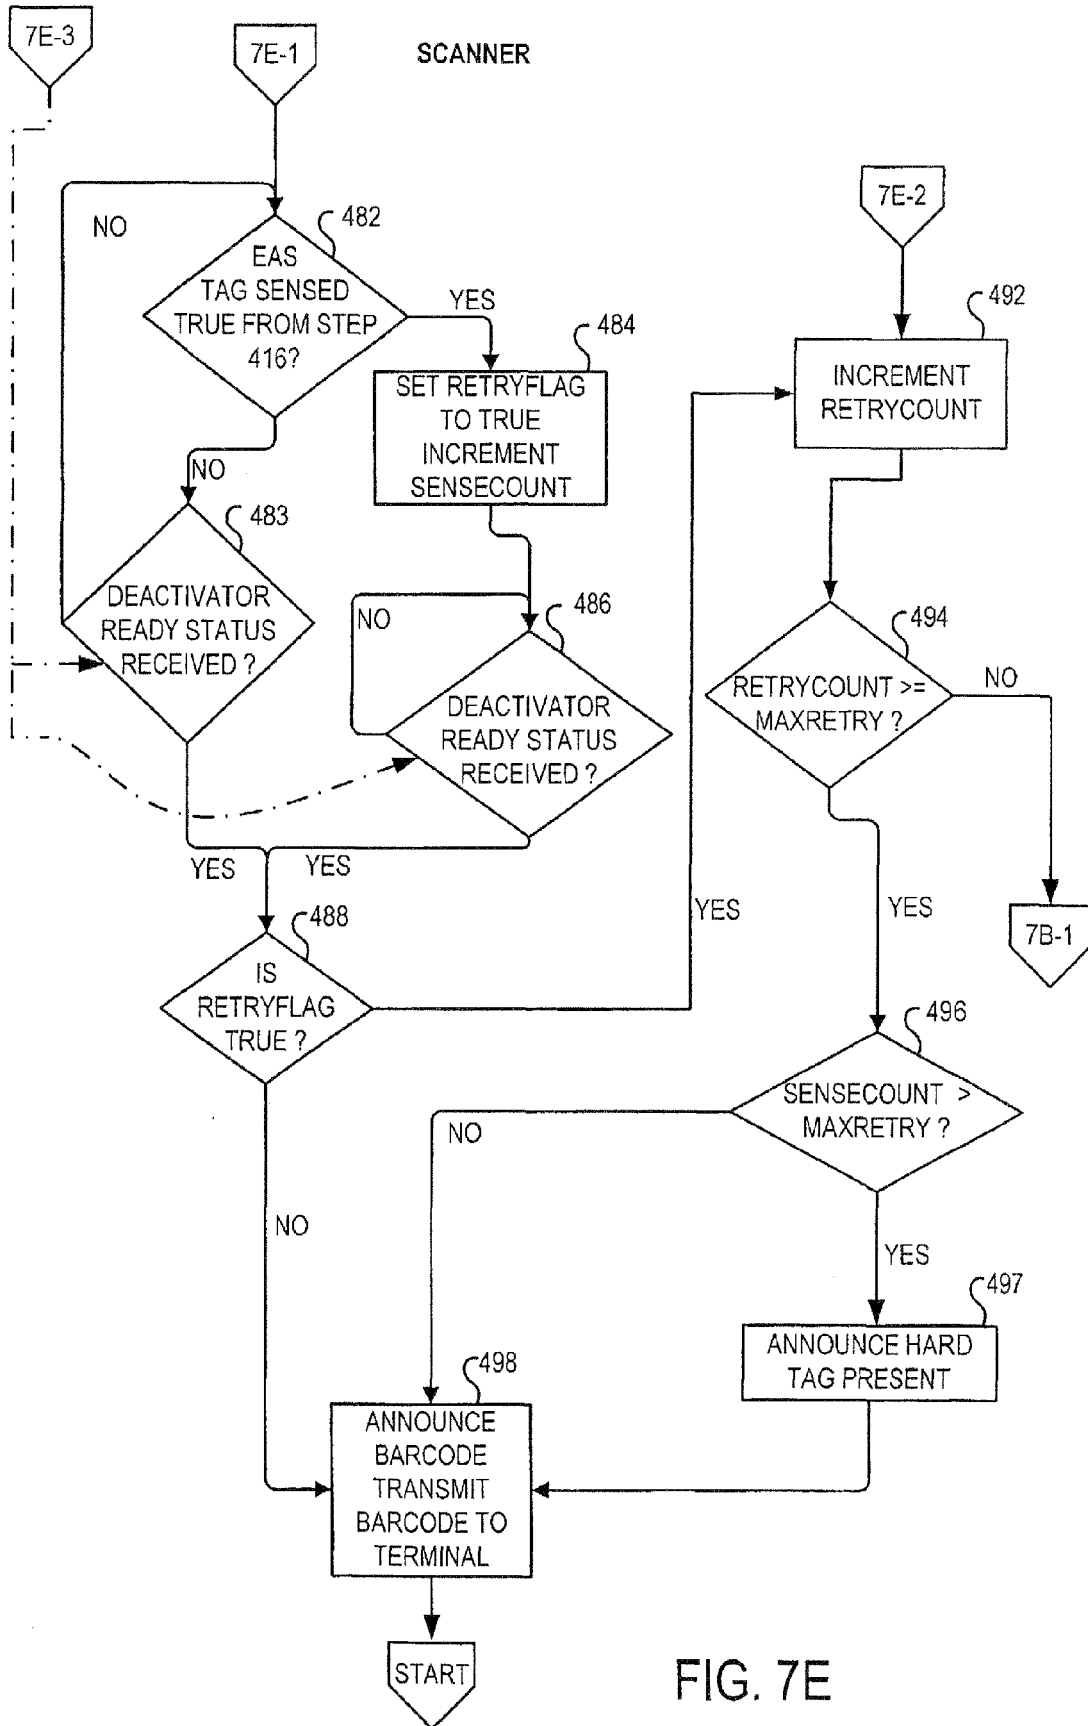 7E-3
7E-1
SCANNER
NO
482
EAS
TAG SENSED
TRUE FROM STEP
416?
YES
484
SET RETRYFLAG
TO TRUE
INCREMENT
SENSECOUNT
NO
483
DEACTIVATOR
READY STATUS
RECEIVED ?
NO
486
DEACTIVATOR
READY STATUS
RECEIVED ?
YES
YES
488
IS
RETRYFLAG
TRUE ?
YES
NO
7E-2
492
INCREMENT
RETRYCOUNT
494
RETRYCOUNT >=
MAXRETRY ?
NO
7B-1
YES
496
SENSECOUNT >
MAXRETRY ?
NO
YES
497
ANNOUNCE HARD
TAG PRESENT
498
ANNOUNCE
BARCODE
TRANSMIT
BARCODE TO
TERMINAL
START
FIG. 7E